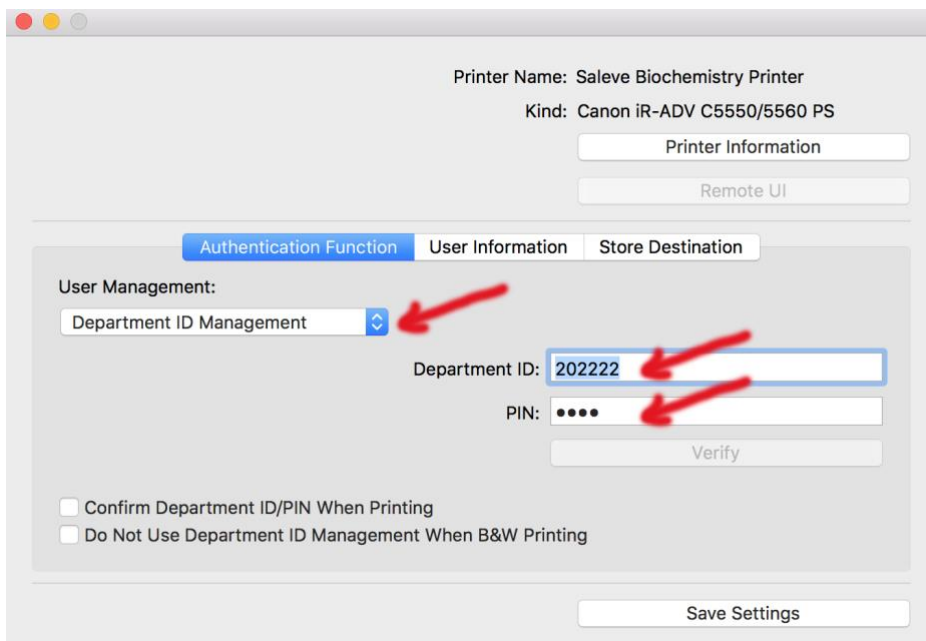 Printer Name: Saleve Biochemistry Printer
Kind: Canon iR-ADV C5550/5560 PS
Printer Information
Remote UI
Authentication Function User Information Store Destination
User Management:
Department ID Management
Department ID: 202222
PIN: ••••
Verify
Confirm Department ID/PIN When Printing
Do Not Use Department ID Management When B&W Printing
Save Settings